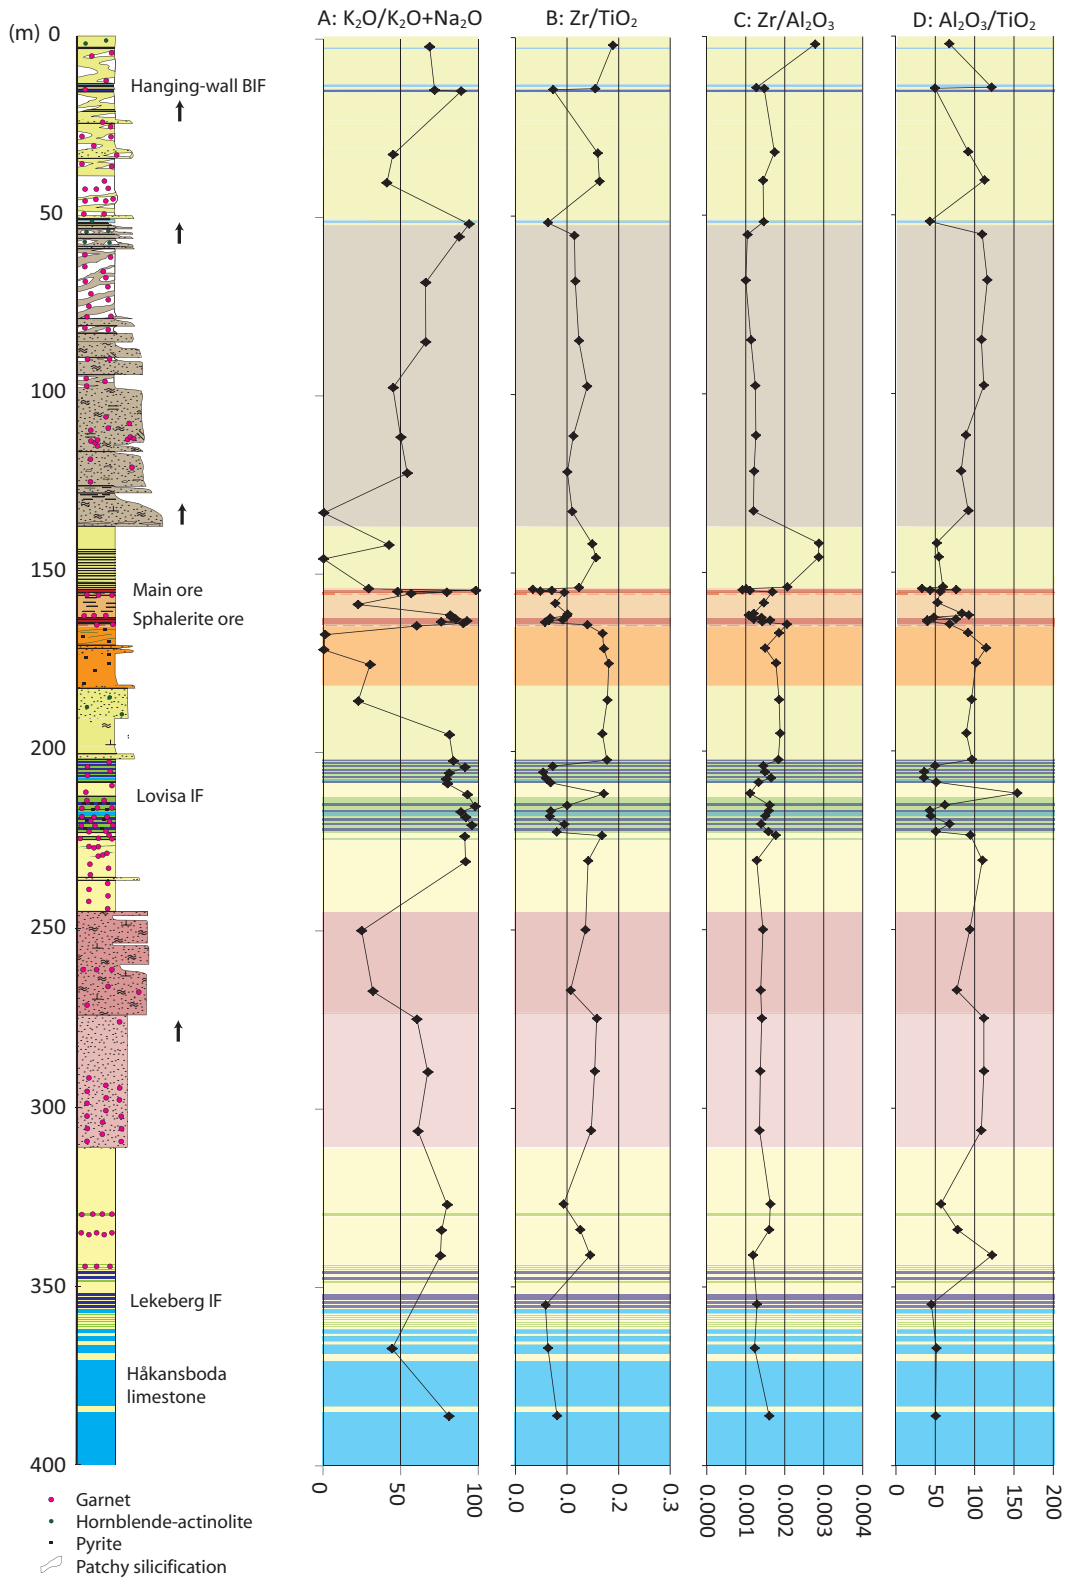 A: K₂O/K₂O+Na₂O
B: Zr/TiO₂
C: Zr/Al₂O₃
D: Al₂O₃/TiO₂
(m) 0
Hanging-wall BIF
50
100
150
Main ore
Sphalerite ore
200
Lovisa IF
250
300
350
Lekeberg IF
Håkansboda
limestone
400
0 50 100
0.0 0.0 0.2 0.3
0.000 0.001 0.002 0.003 0.004
0 50 100 150 200
Garnet
Hornblende-actinolite
Pyrite
Patchy silicification